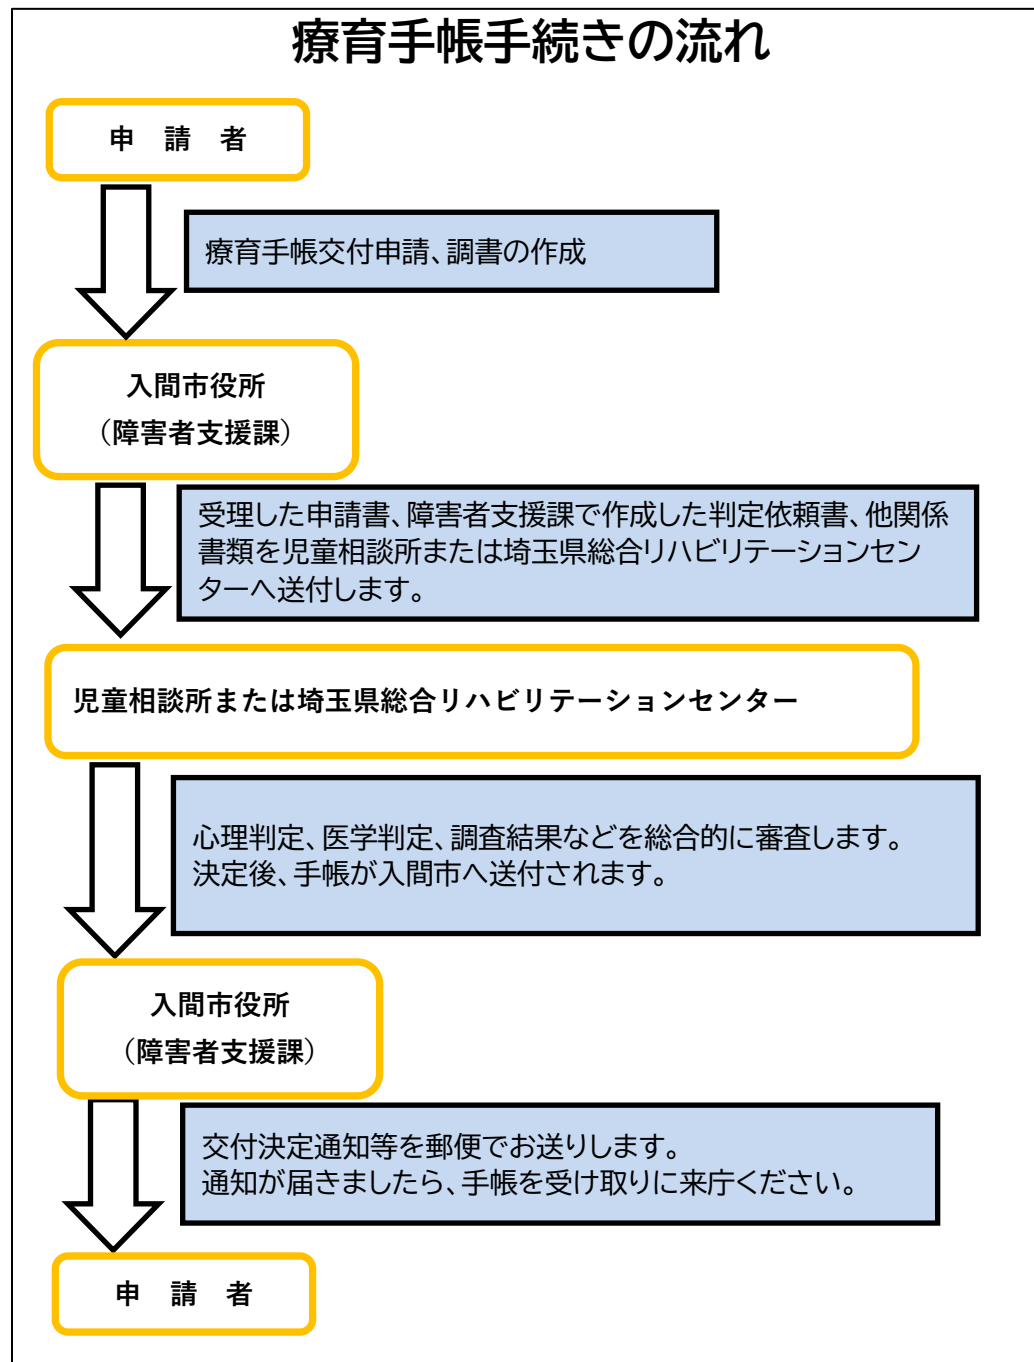 療育手帳手続きの流れ
申　請　者
療育手帳交付申請、調書の作成
入間市役所
（障害者支援課）
受理した申請書、障害者支援課で作成した判定依頼書、他関係
書類を児童相談所または埼玉県総合リハビリテーションセン
ターへ送付します。
児童相談所または埼玉県総合リハビリテーションセンター
心理判定、医学判定、調査結果などを総合的に審査します。
決定後、手帳が入間市へ送付されます。
入間市役所
（障害者支援課）
交付決定通知等を郵便でお送りします。
通知が届きましたら、手帳を受け取りに来庁ください。
申　請　者